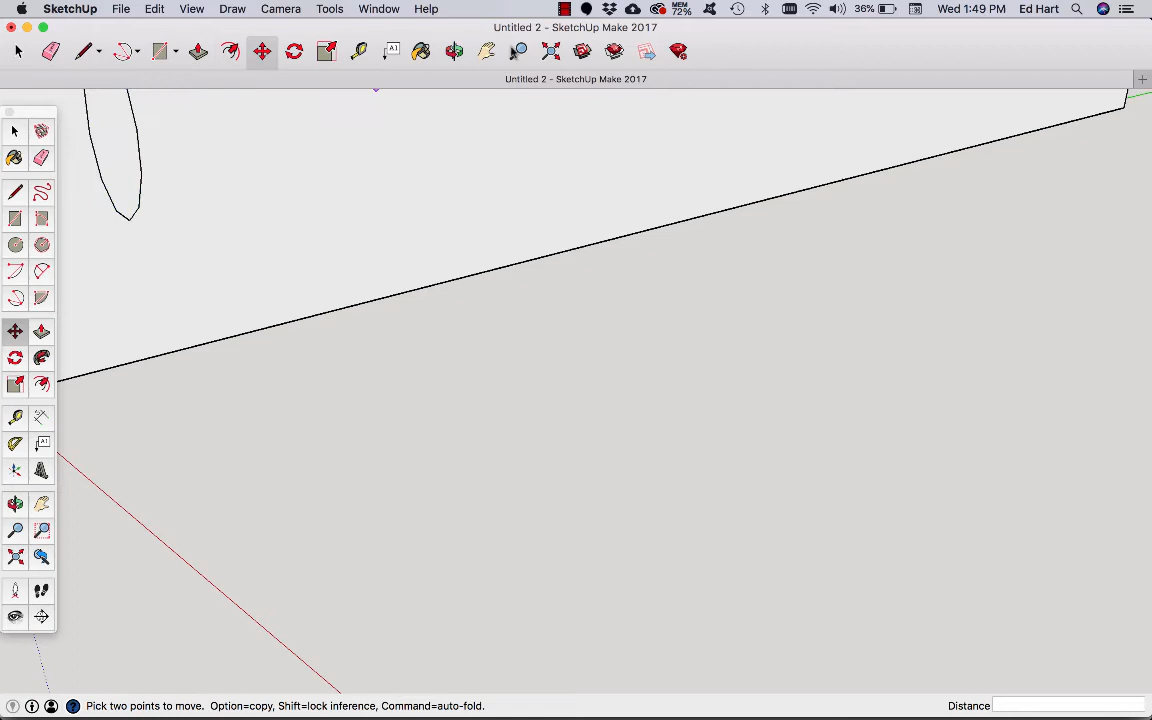 SketchUp File Edit View Draw Camera Tools Window Help MEM 72% 36% Wed 1:49 PM Ed Hart
Untitled 2 - SketchUp Make 2017
A1
Untitled 2 - SketchUp Make 2017
A1
Pick two points to move. Option=copy, Shift=lock inference, Command=auto-fold. Distance